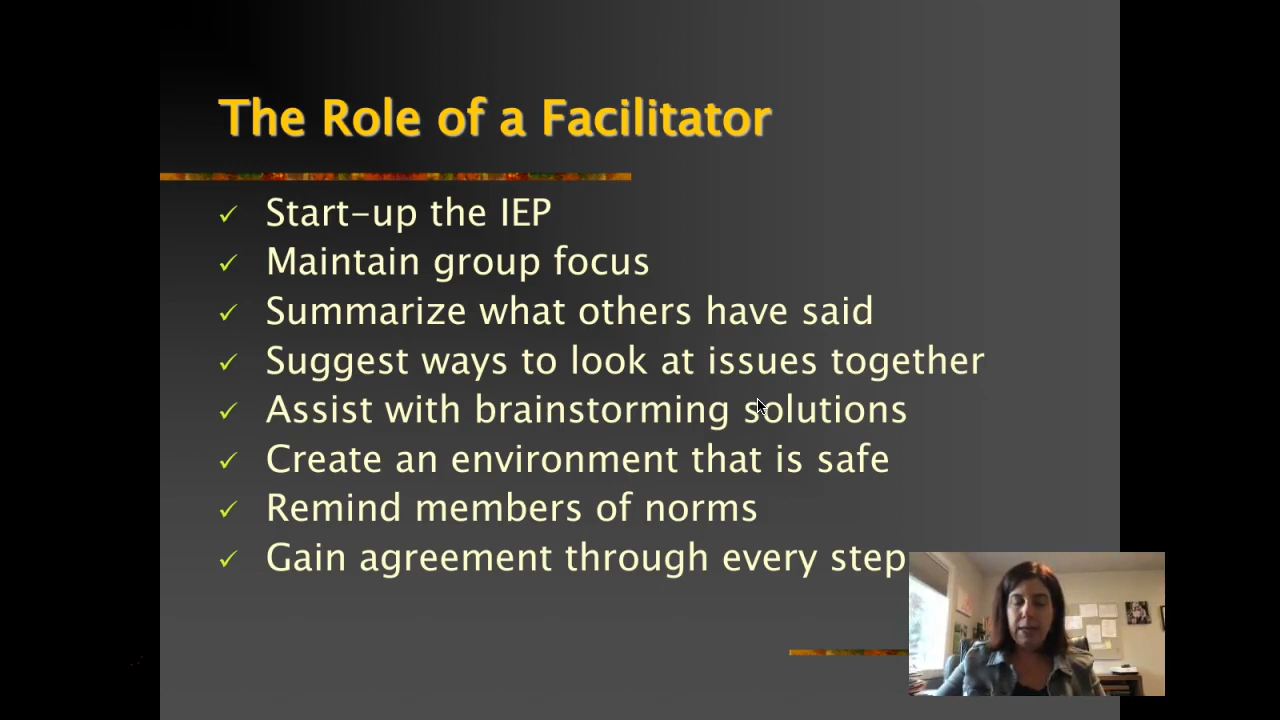 The Role of a Facilitator
✓ Start-up the IEP
✓ Maintain group focus
✓ Summarize what others have said
✓ Suggest ways to look at issues together
✓ Assist with brainstorming solutions
✓ Create an environment that is safe
✓ Remind members of norms
✓ Gain agreement through every step